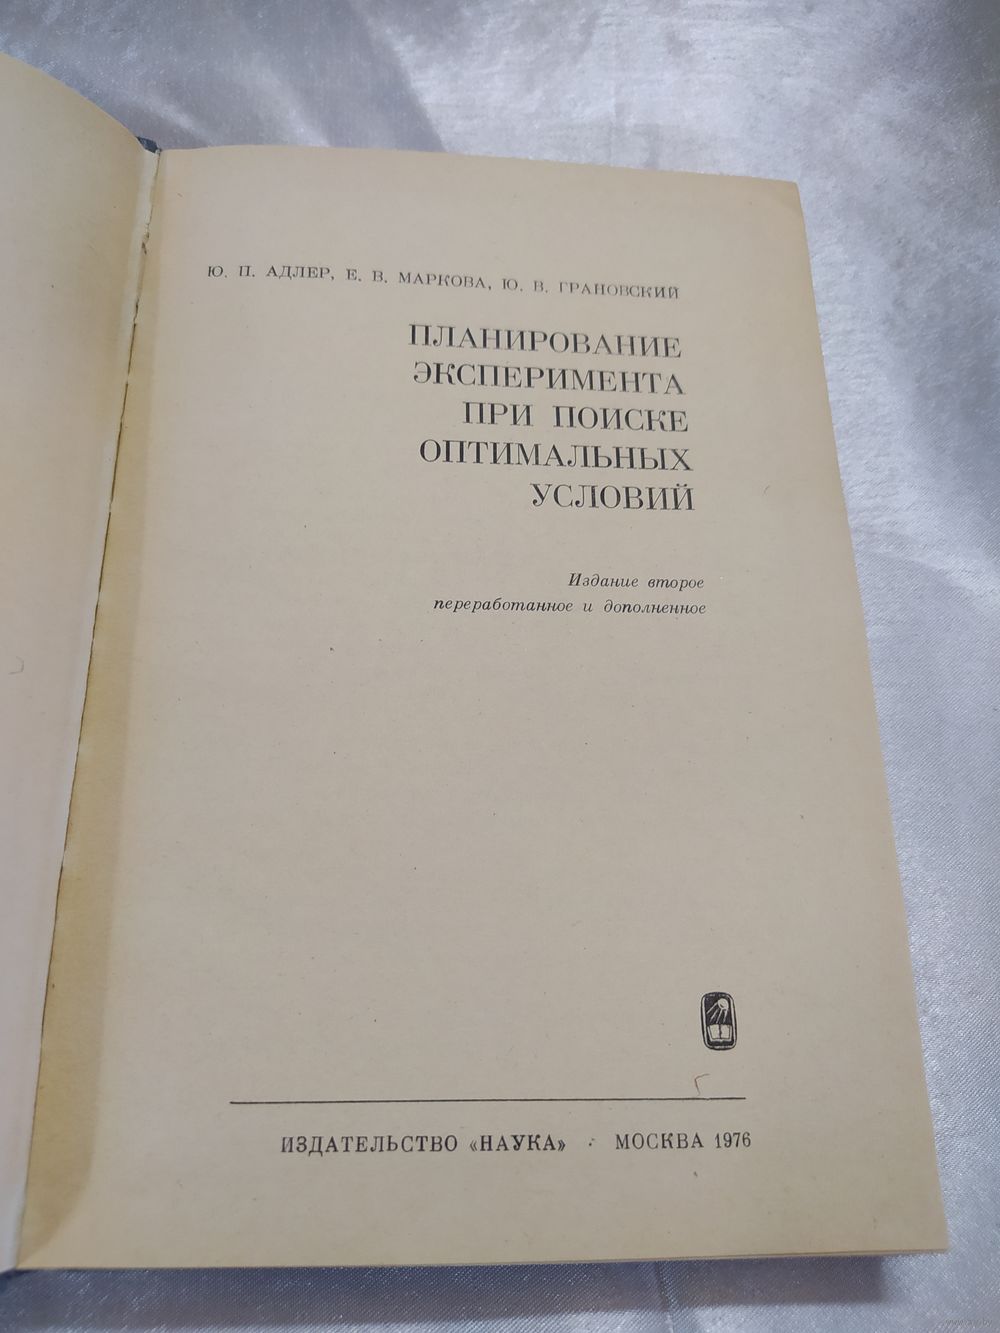 Ю. П. АДЛЕР, Е. В. МАРКОВА, Ю. В. ГРАНОВСКИЙ
ПЛАНИРОВАНИЕ
ЭКСПЕРИМЕНТА
ПРИ ПОИСКЕ
ОПТИМАЛЬНЫХ
УСЛОВИЙ
Издание второе
переработанное и дополненное
ИЗДАТЕЛЬСТВО «НАУКА» · МОСКВА 1976